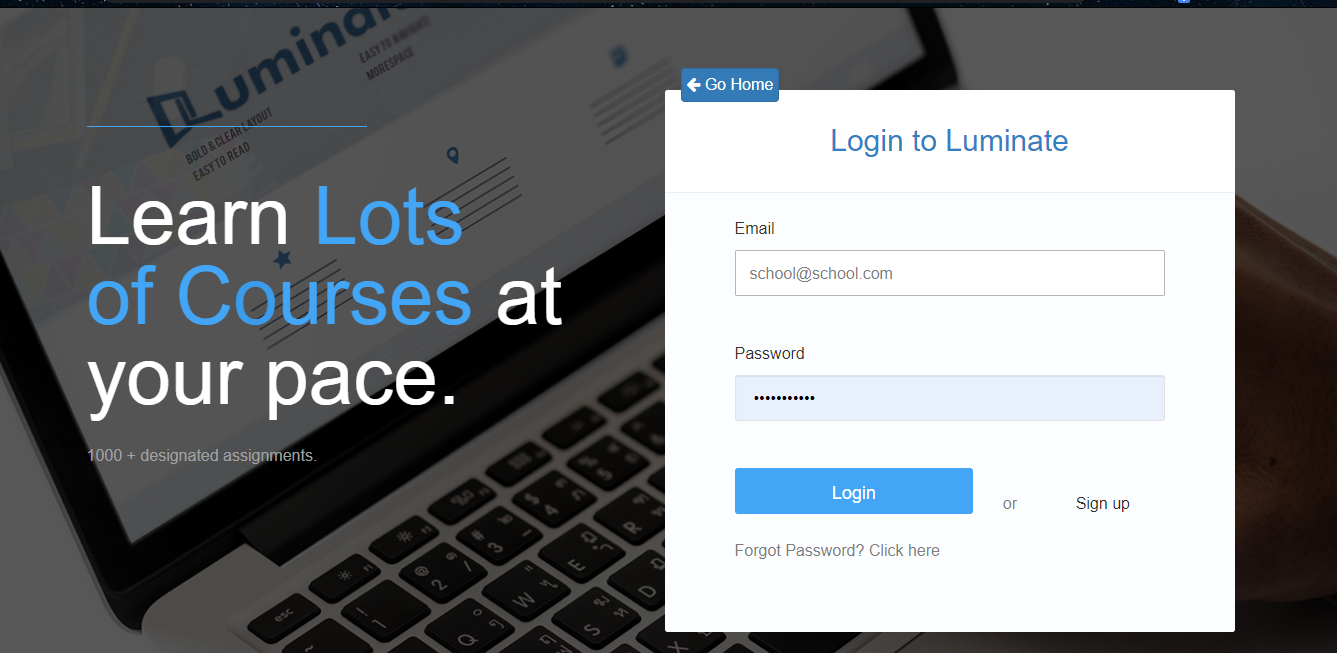 Luminate
EASY TO NAVIGATE
MORESPACE
BOLD & CLEAR LAYOUT
EASY TO READ
Learn Lots
of Courses at
your pace.
1000 + designated assignments.
Go Home
Login to Luminate
Email
school@school.com
Password
•••••••••••
Login
or
Sign up
Forgot Password? Click here
esc